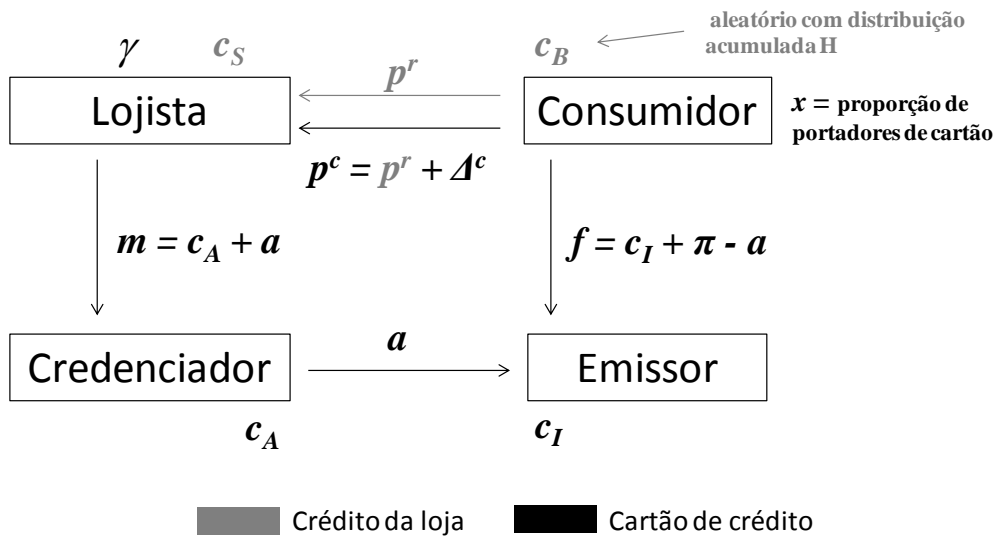 aleatório com distribuição
acumulada H
γ
c_S
c_B
p^r
Lojista
Consumidor
x = proporção de
portadores de cartão
p^c = p^r + Δ^c
m = c_A + a
f = c_I + π - a
a
Credenciador
Emissor
c_A
c_I
Crédito da loja
Cartão de crédito